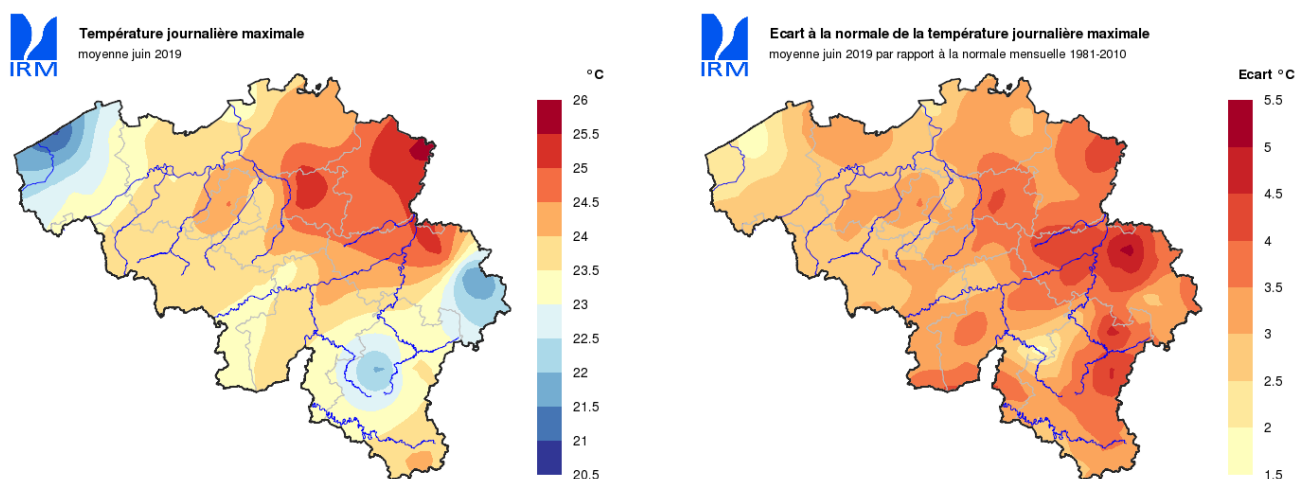 IRM
Température journalière maximale
moyenne juin 2019
°C
26
25.5
25
24.5
24
23.5
23
22.5
22
21.5
21
20.5
IRM
Ecart à la normale de la température journalière maximale
moyenne juin 2019 par rapport à la normale mensuelle 1981-2010
Ecart °C
5.5
5
4.5
4
3.5
3
2.5
2
1.5